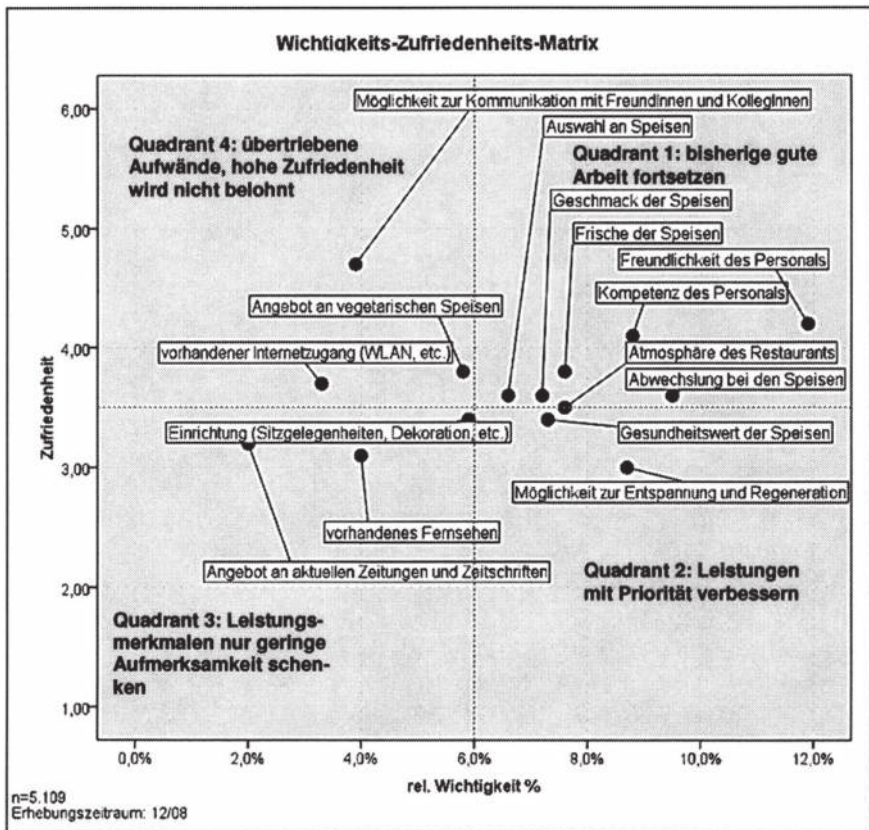 Wichtigkeits-Zufriedenheits-Matrix
6,00
5,00
4,00
3,00
2,00
1,00
Zufriedenheit
Möglichkeit zur Kommunikation mit FreundInnen und KollegInnen
Auswahl an Speisen
Quadrant 4: übertriebene
Aufwände, hohe Zufriedenheit
wird nicht belohnt
Quadrant 1: bisherige gute
Arbeit fortsetzen
Geschmack der Speisen
Frische der Speisen
Freundlichkeit des Personals
Kompetenz des Personals
Angebot an vegetarischen Speisen
vorhandener Internetzugang (WLAN, etc.)
Atmosphäre des Restaurants
Abwechslung bei den Speisen
Einrichtung (Sitzgelegenheiten, Dekoration, etc.)
Gesundheitswert der Speisen
Möglichkeit zur Entspannung und Regeneration
vorhandenes Fernsehen
Angebot an aktuellen Zeitungen und Zeitschriften
Quadrant 2: Leistungen
mit Priorität verbessern
Quadrant 3: Leistungs-
merkmalen nur geringe
Aufmerksamkeit schen-
ken
0,0%
2,0%
4,0%
6,0%
8,0%
10,0%
12,0%
rel. Wichtigkeit %
n=5.109
Erhebungszeitraum: 12/08